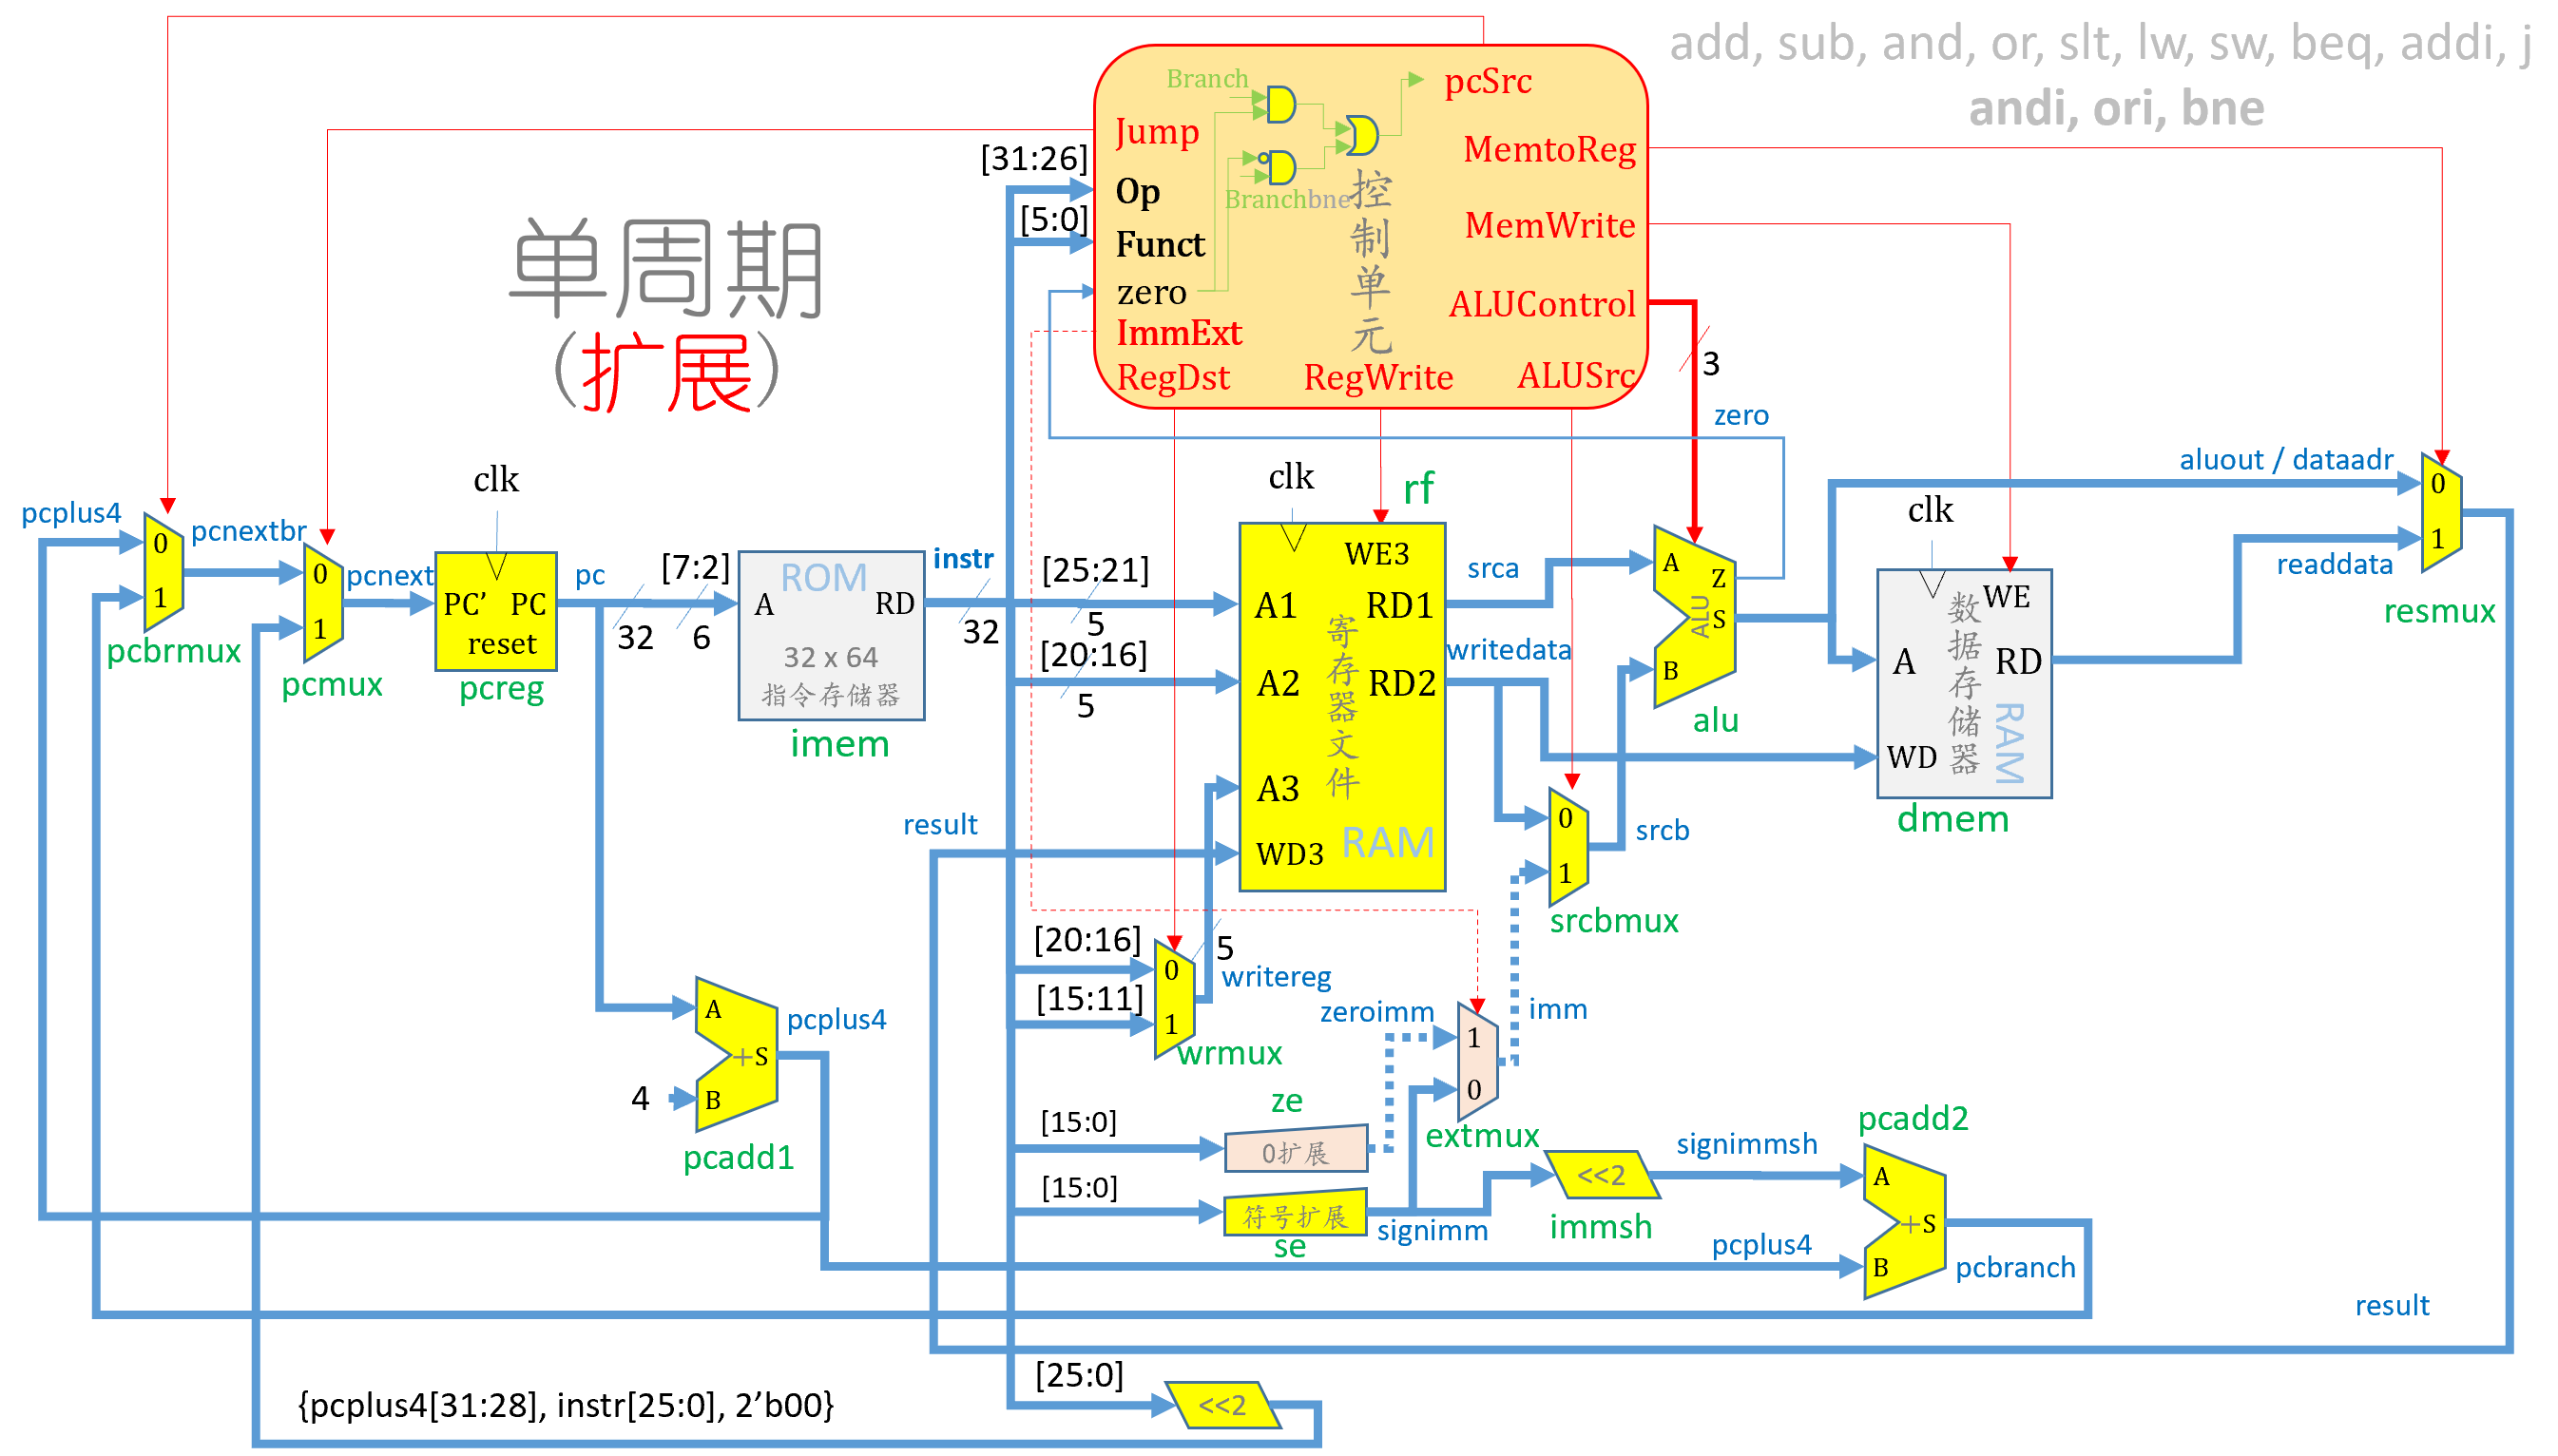 add, sub, and, or, slt, lw, sw, beq, addi, j
andi, ori, bne
单周期
(扩展)
Branch
pcSrc
Jump
MemtoReg
[31:26]
Op
Branchbne
控制单元
[5:0]
Funct
MemWrite
zero
ALUControl
ImmExt
3
RegDst
RegWrite
ALUSrc
zero
clk
clk
rf
clk
aluout / dataadr
0
1
readdata
resmux
pcplus4
0
1
pcbrmux
pcnextbr
0
1
pcmux
pcnext
PC’ PC
reset
pcreg
pc
32
[7:2]
6
ROM
A
RD
32 x 64
指令存储器
imem
instr
32
[25:21]
5
[20:16]
5
WE3
A1
RD1
A2
RD2
A3
WD3
寄存器文件
RAM
srca
writedata
A
Z
ALU
S
B
alu
WE
A
RD
WD
数据存储器
RAM
dmem
result
0
1
srcb
srcbmux
[20:16]
0
5
writereg
[15:11]
1
wrmux
zeroimm
1
0
imm
extmux
A
+S
B
pcplus4
4
pcadd1
[15:0]
ze
0扩展
[15:0]
符号扩展
se
signimm
<<2
immsh
signimmsh
pcadd2
A
+S
B
pcplus4
pcbranch
result
[25:0]
<<2
{pcplus4[31:28], instr[25:0], 2’b00}